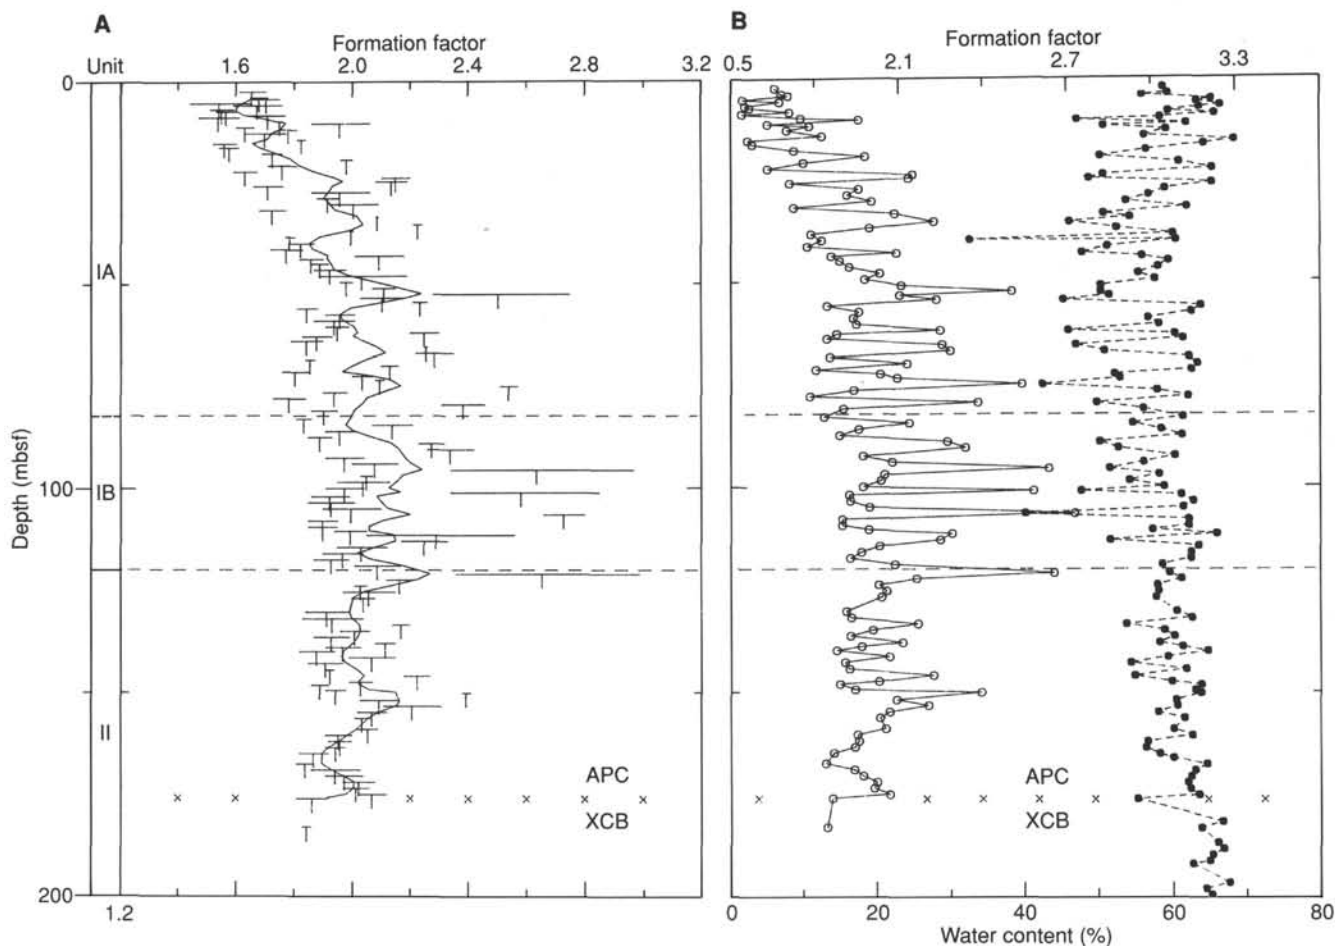 A
B
Formation factor
Formation factor
Unit
1.6
2.0
2.4
2.8
3.2
0.5
2.1
2.7
3.3
0
IA
Depth (mbsf)
100
IB
II
APC
XCB
APC
XCB
200
1.2
0
20
40
60
80
Water content (%)